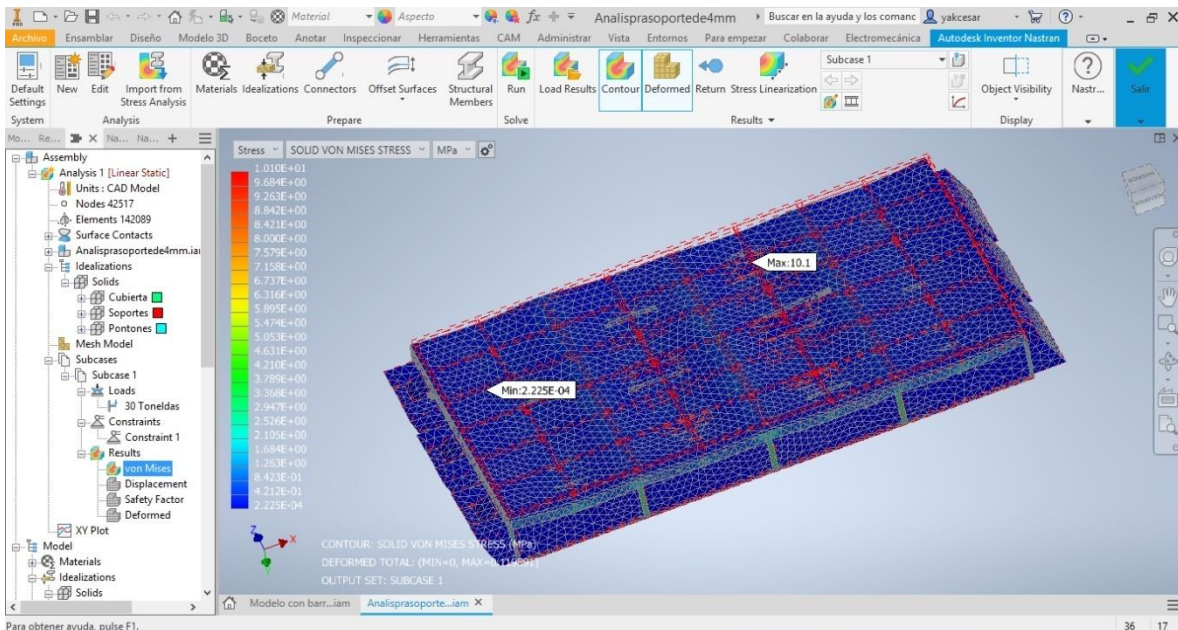 PRO
Material
Aspecto
fx
Analisprasoportede4mm
Buscar en la ayuda y los comanc
yakcesar
Archivo Ensamblar Diseño Modelo 3D Boceto Anotar Inspeccionar Herramientas CAM Administrar Vista Entornos Para empezar Colaborar Electromecánica Autodesk Inventor Nastran
Default Settings
New
Edit
Import from Stress Analysis
Materials Idealizations Connectors Offset Surfaces Structural Members
Run
Load Results Contour Deformed Return Stress Linearization
Subcase 1
Object Visibility
Nastr...
Salir
System Analysis Prepare Solve Results Display
Mo... Re... Na... Na...
Stress SOLID VON MISES STRESS MPa
Assembly
Analysis 1 [Linear Static]
Units : CAD Model
Nodes 42517
Elements 142089
Surface Contacts
Analisprasoportede4mm.iar
Idealizations
Solids
Cubierta
Soportes
Pontones
Mesh Model
Subcases
Subcase 1
Loads
30 Toneldas
Constraints
Constraint 1
Results
von Mises
Displacement
Safety Factor
Deformed
XY Plot
Model
Materials
Idealizations
Solids
1.010E+01
9.684E+00
9.263E+00
8.842E+00
8.421E+00
8.000E+00
7.579E+00
7.158E+00
6.737E+00
6.316E+00
5.895E+00
5.474E+00
5.053E+00
4.631E+00
4.210E+00
3.789E+00
3.368E+00
2.947E+00
2.526E+00
2.105E+00
1.684E+00
1.263E+00
8.423E-01
4.212E-01
2.225E-04
Max:10.1
Min:2.225E-04
Z
X
CONTOUR: SOLID VON MISES STRESS (MPa)
DEFORMED TOTAL: (MIN=0,
OUTPUT SET: SUBCASE 1
Modelo con barr...iam Analisprasoporte...iam
Para obtener ayuda, pulse F1.
36 17